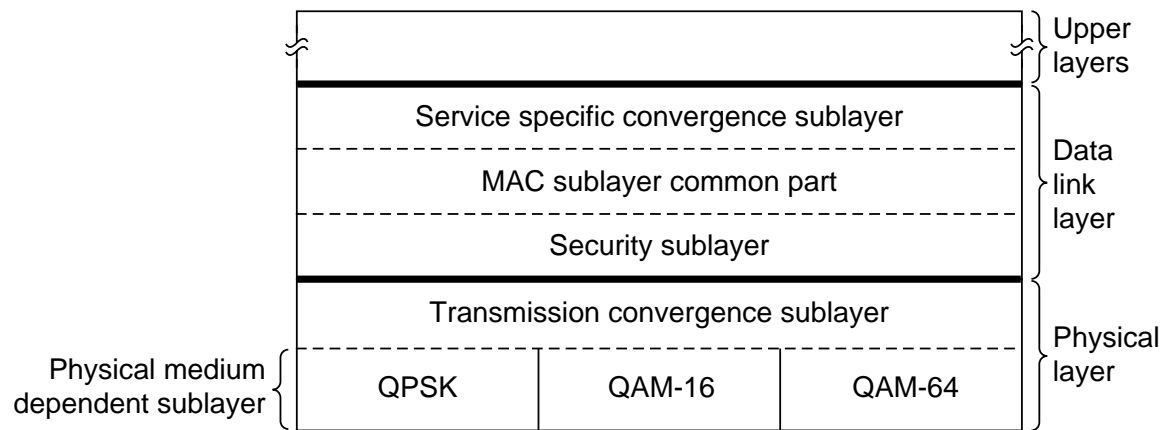 Upper
layers
Service specific convergence sublayer
MAC sublayer common part
Security sublayer
Data
link
layer
Transmission convergence sublayer
Physical medium
dependent sublayer
QPSK
QAM-16
QAM-64
Physical
layer